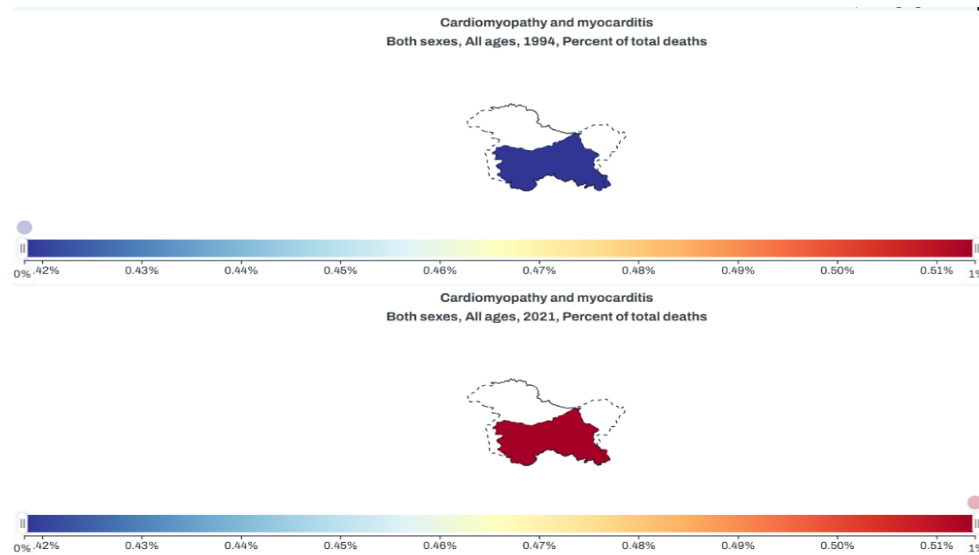 Cardiomyopathy and myocarditis
Both sexes, All ages, 1994, Percent of total deaths
0% .42% 0.43% 0.44% 0.45% 0.46% 0.47% 0.48% 0.49% 0.50% 0.51% 1%
Cardiomyopathy and myocarditis
Both sexes, All ages, 2021, Percent of total deaths
0% .42% 0.43% 0.44% 0.45% 0.46% 0.47% 0.48% 0.49% 0.50% 0.51% 1%